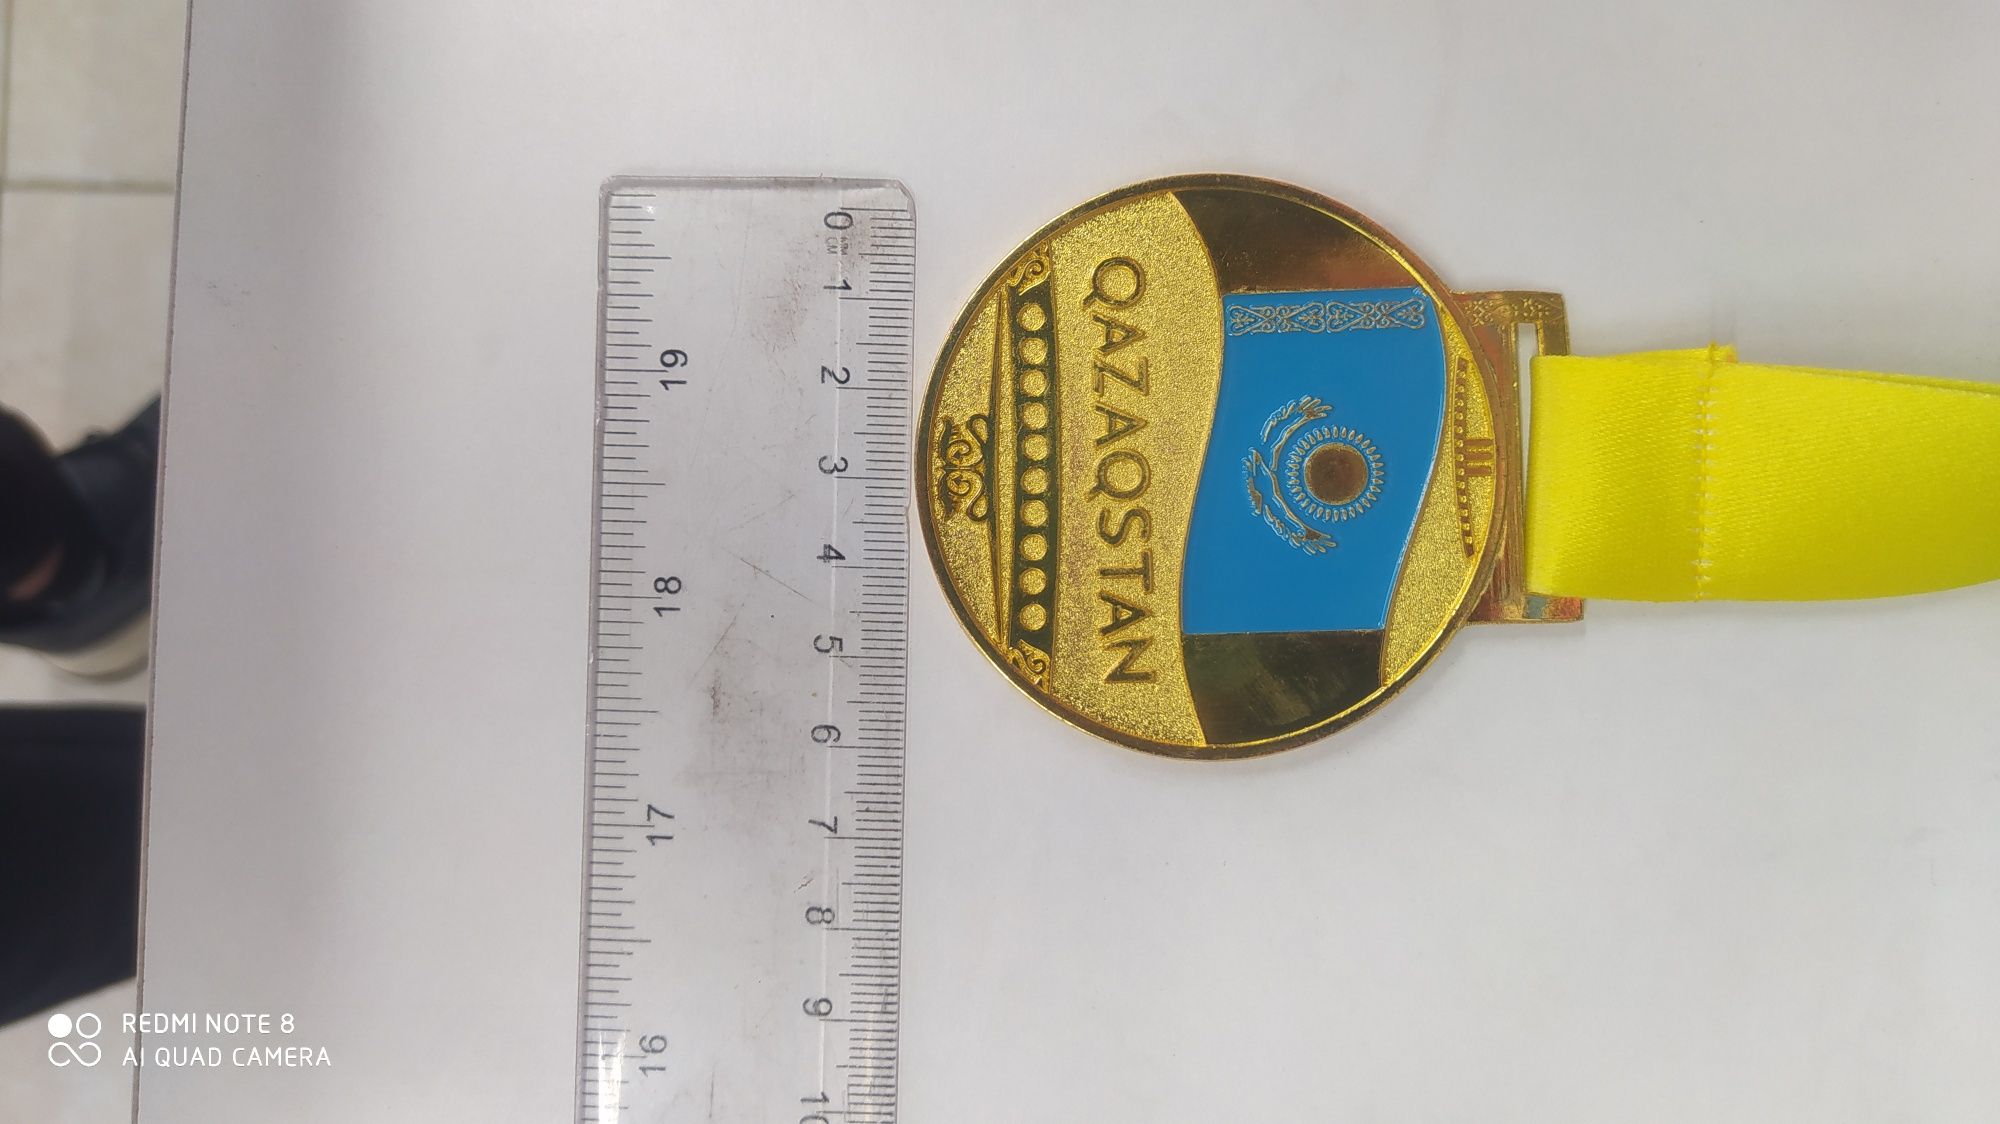 QAZAQSTAN
0 1 2 3 4 5 6 7 8 9 10
19 18 17 16
REDMI NOTE 8
AI QUAD CAMERA